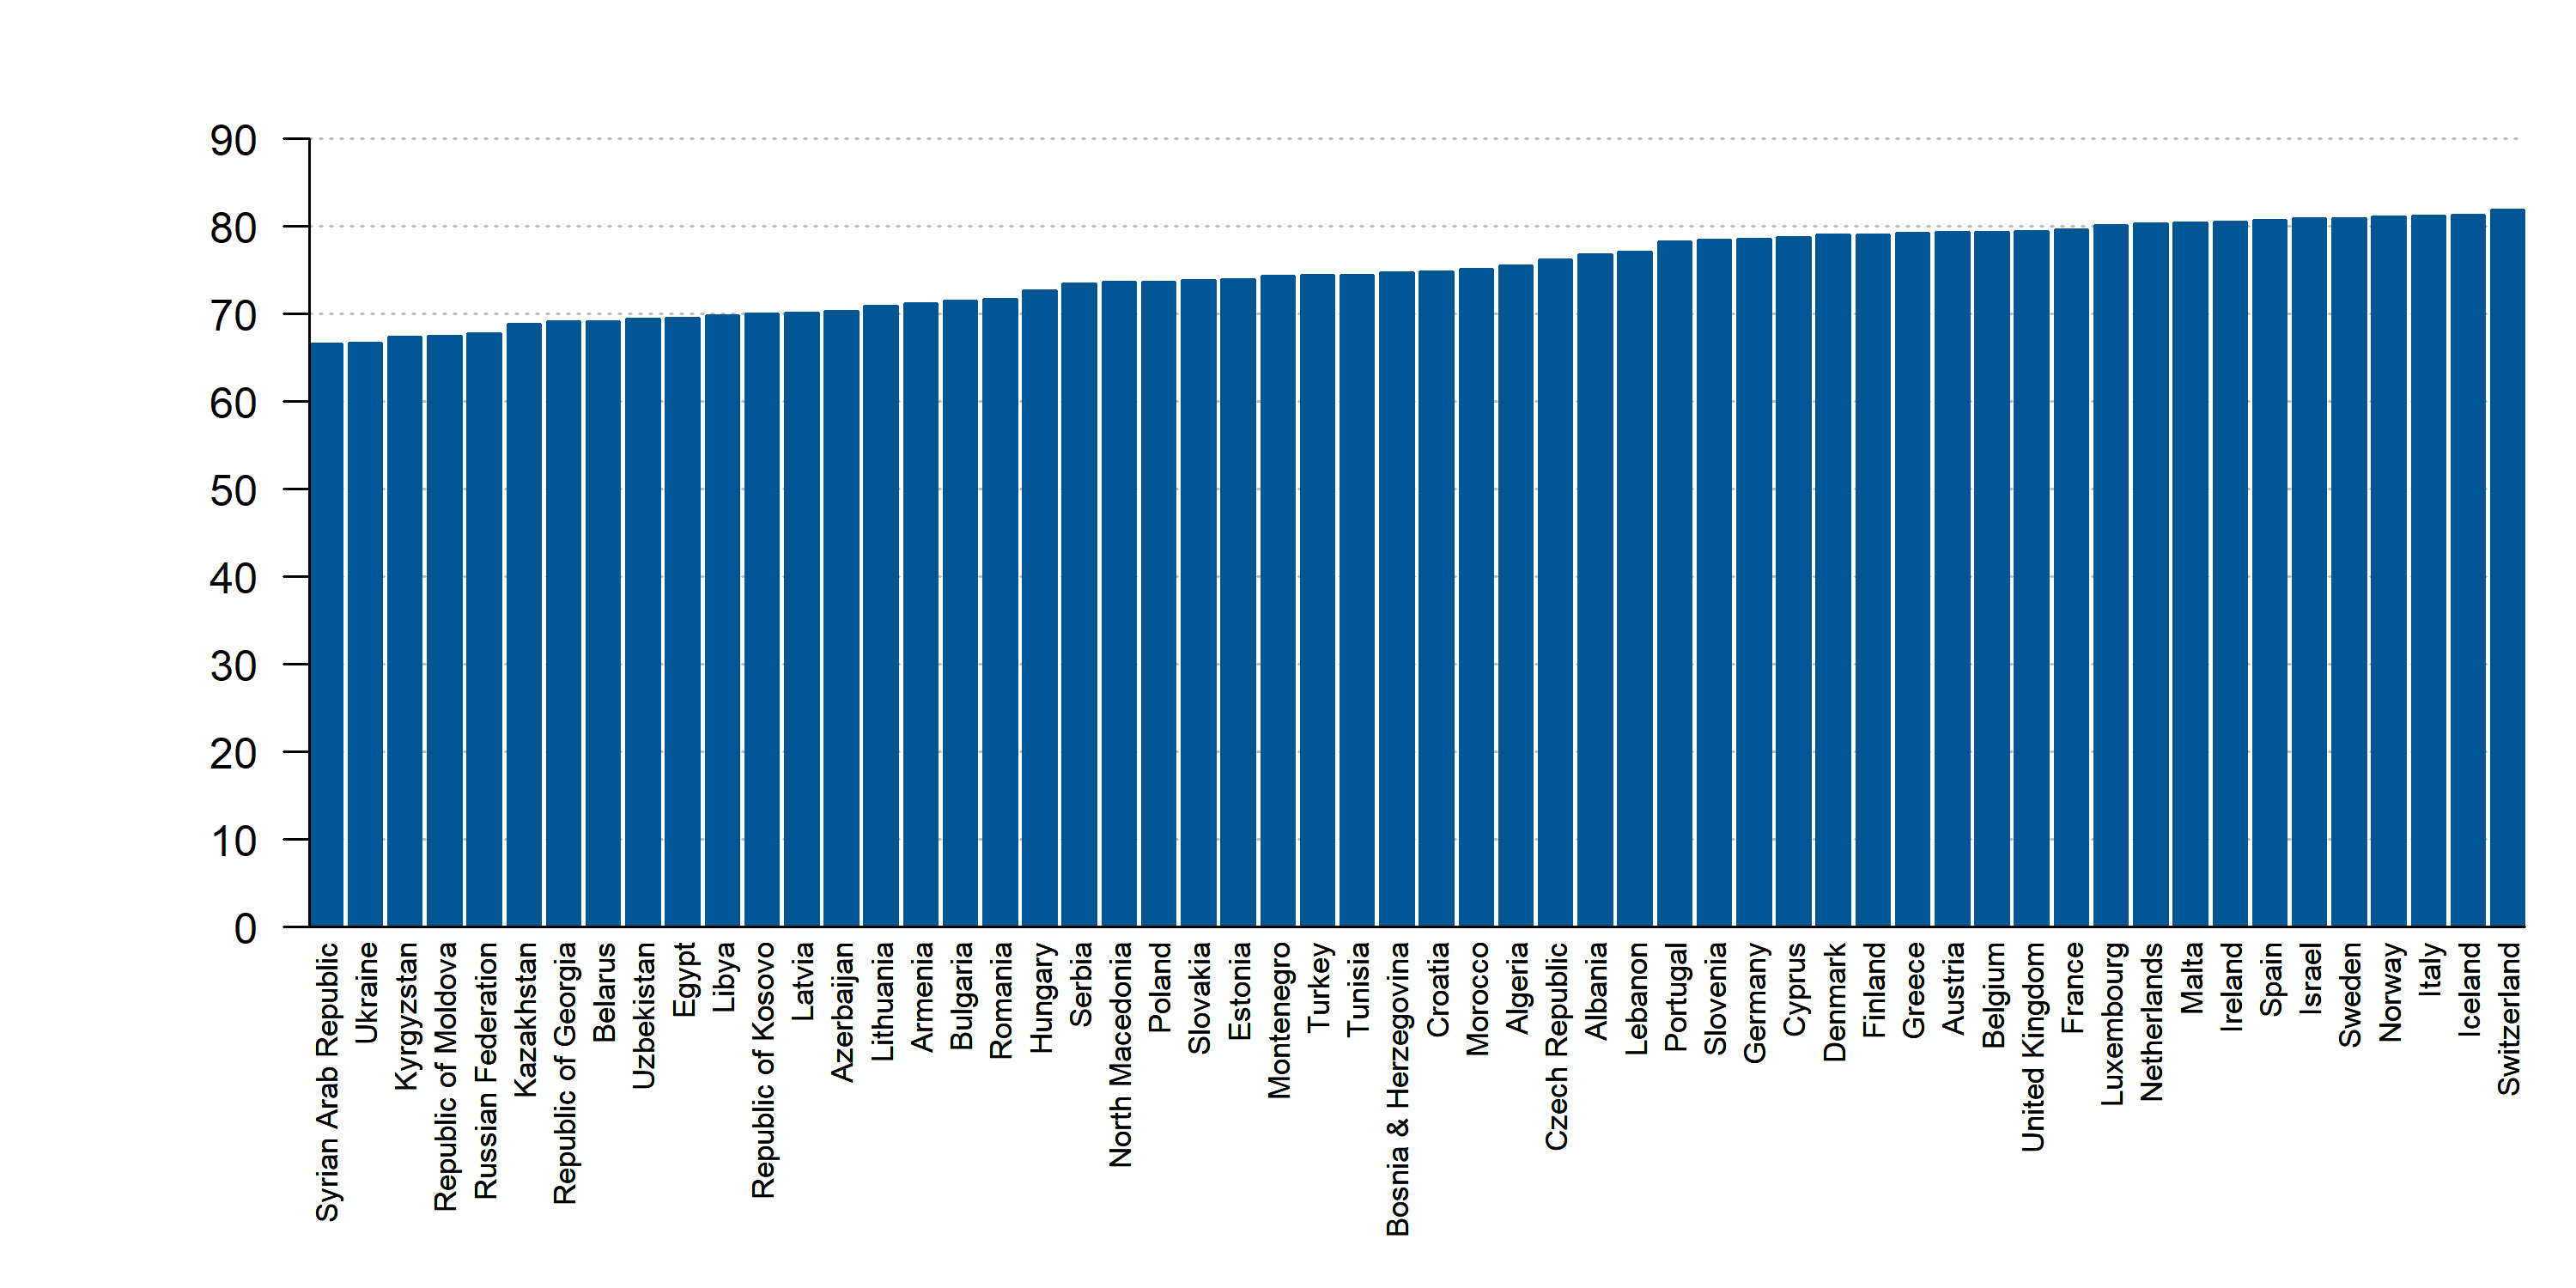 90
80
70
60
50
40
30
20
10
0
Syrian Arab Republic
Ukraine
Kyrgyzstan
Republic of Moldova
Russian Federation
Kazakhstan
Republic of Georgia
Belarus
Uzbekistan
Egypt
Libya
Republic of Kosovo
Latvia
Azerbaijan
Lithuania
Armenia
Bulgaria
Romania
Hungary
Serbia
North Macedonia
Poland
Slovakia
Estonia
Montenegro
Turkey
Tunisia
Bosnia & Herzegovina
Croatia
Morocco
Algeria
Czech Republic
Albania
Lebanon
Portugal
Slovenia
Germany
Cyprus
Denmark
Finland
Greece
Austria
Belgium
United Kingdom
France
Luxembourg
Netherlands
Malta
Ireland
Spain
Israel
Sweden
Norway
Italy
Iceland
Switzerland